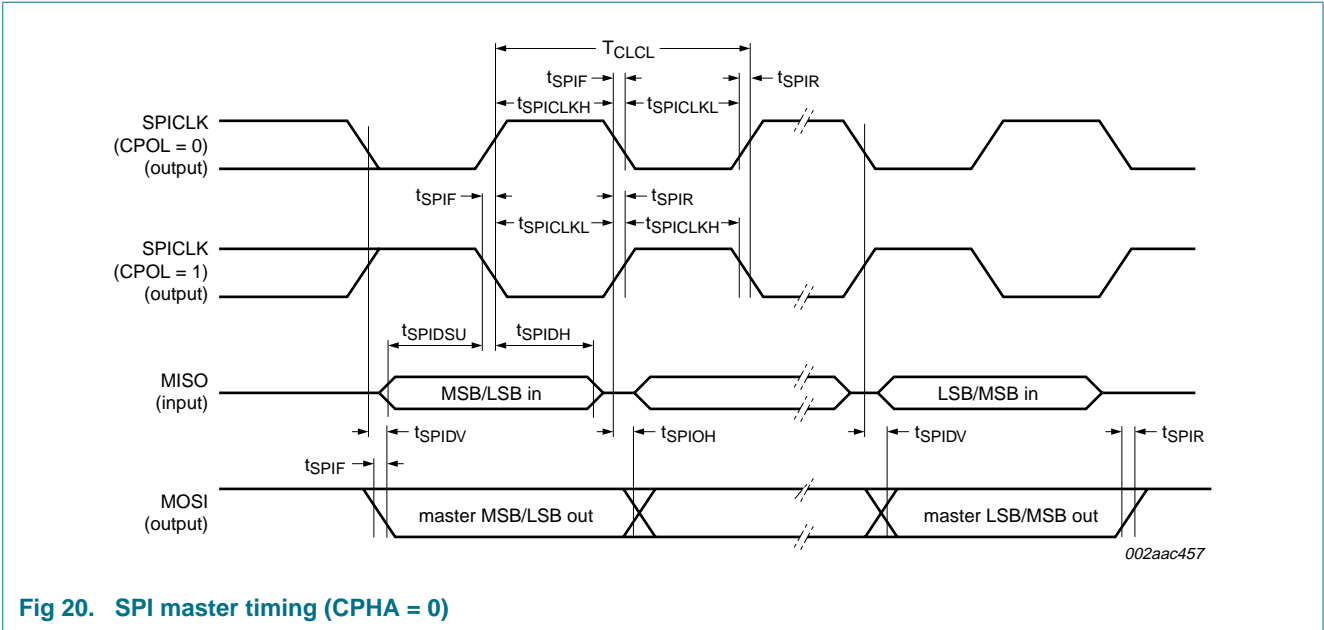 TCLCL
tSPIF
tSPIR
tSPICLKH
tSPICLKL
SPICLK
(CPOL = 0)
(output)
tSPIF
tSPIR
tSPICLKL
tSPICLKH
SPICLK
(CPOL = 1)
(output)
tSPIDSU
tSPIDH
MISO
(input)
MSB/LSB in
LSB/MSB in
tSPIDV
tSPIOH
tSPIDV
tSPIR
tSPIF
MOSI
(output)
master MSB/LSB out
master LSB/MSB out
002aac457
Fig 20. SPI master timing (CPHA = 0)